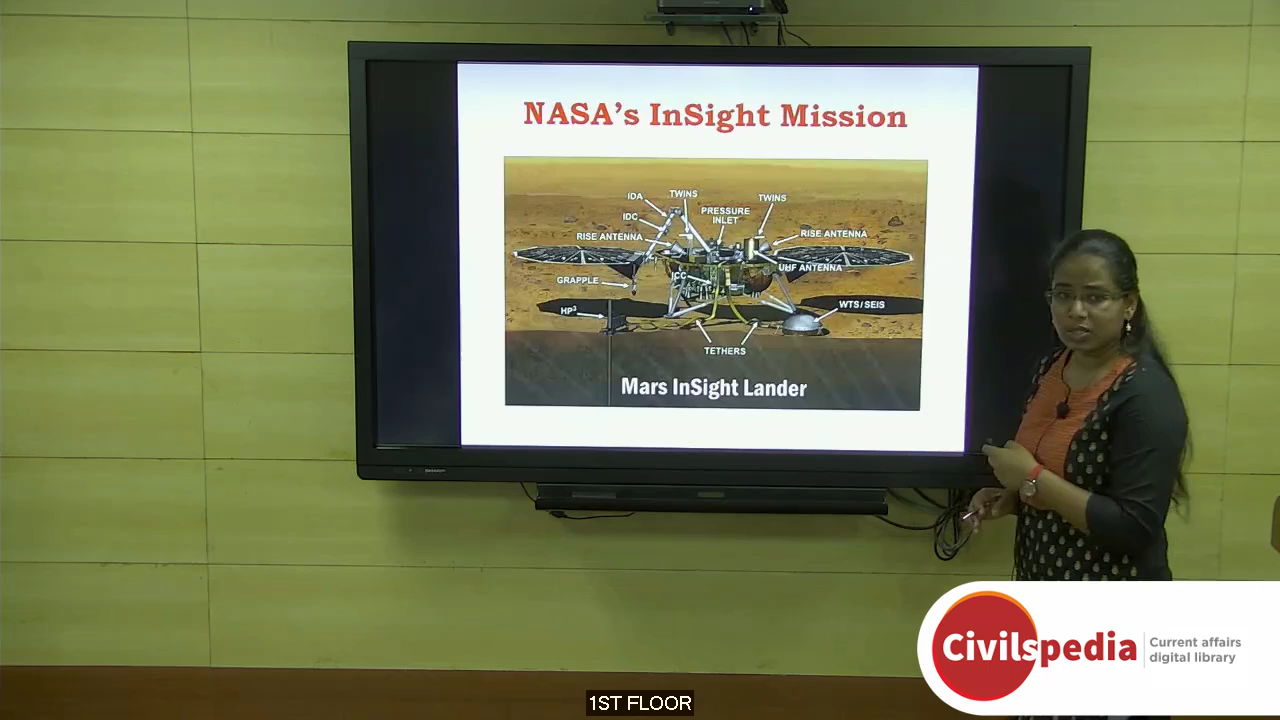 NASA's InSight Mission
IDA
TWINS
TWINS
IDC
PRESSURE
INLET
RISE ANTENNA
RISE ANTENNA
UHF ANTENNA
ICC
GRAPPLE
HP³
WTS/SEIS
TETHERS
Mars InSight Lander
Civilspedia
Current affairs
digital library
1ST FLOOR